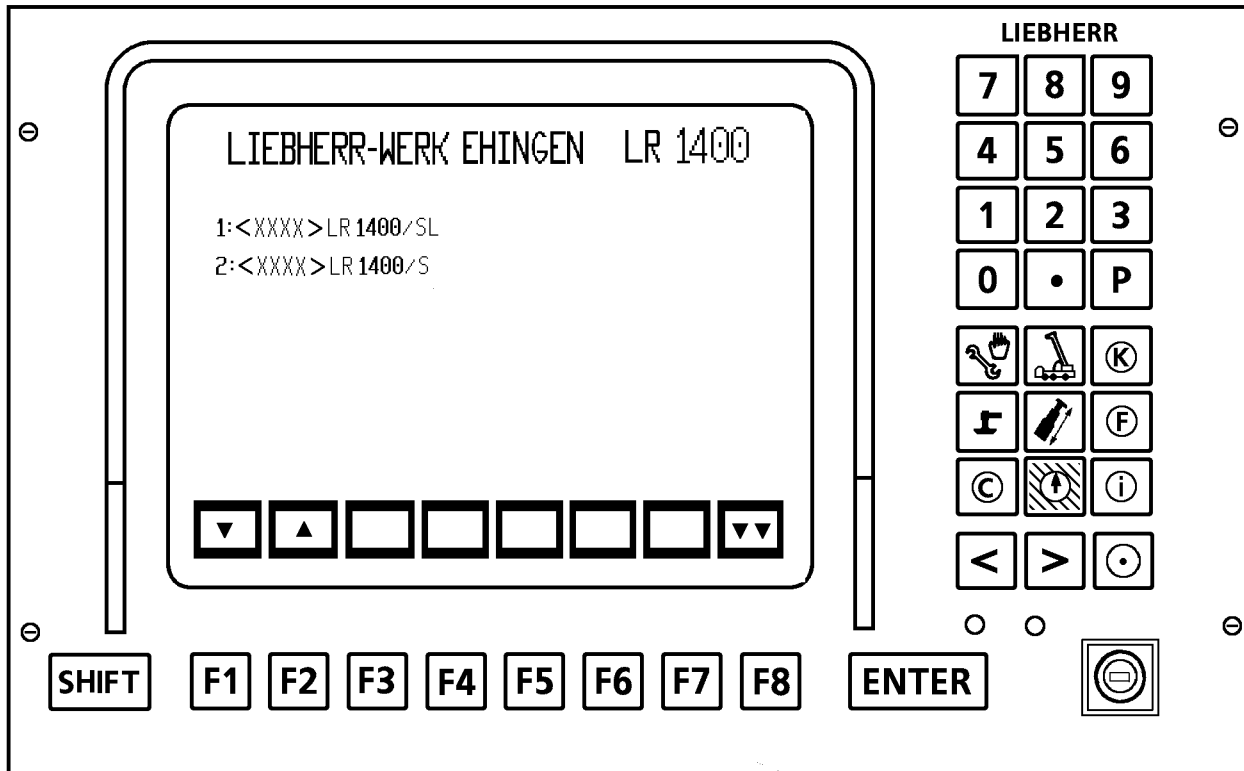 LIEBHERR
LIEBHERR-WERK EHINGEN LR 1400
1:<XXXX>LR 1400/SL
2:<XXXX>LR 1400/S
▼ ▲ ▼▼
7 8 9
4 5 6
1 2 3
0 • P
K
F
C i
< >
SHIFT F1 F2 F3 F4 F5 F6 F7 F8 ENTER